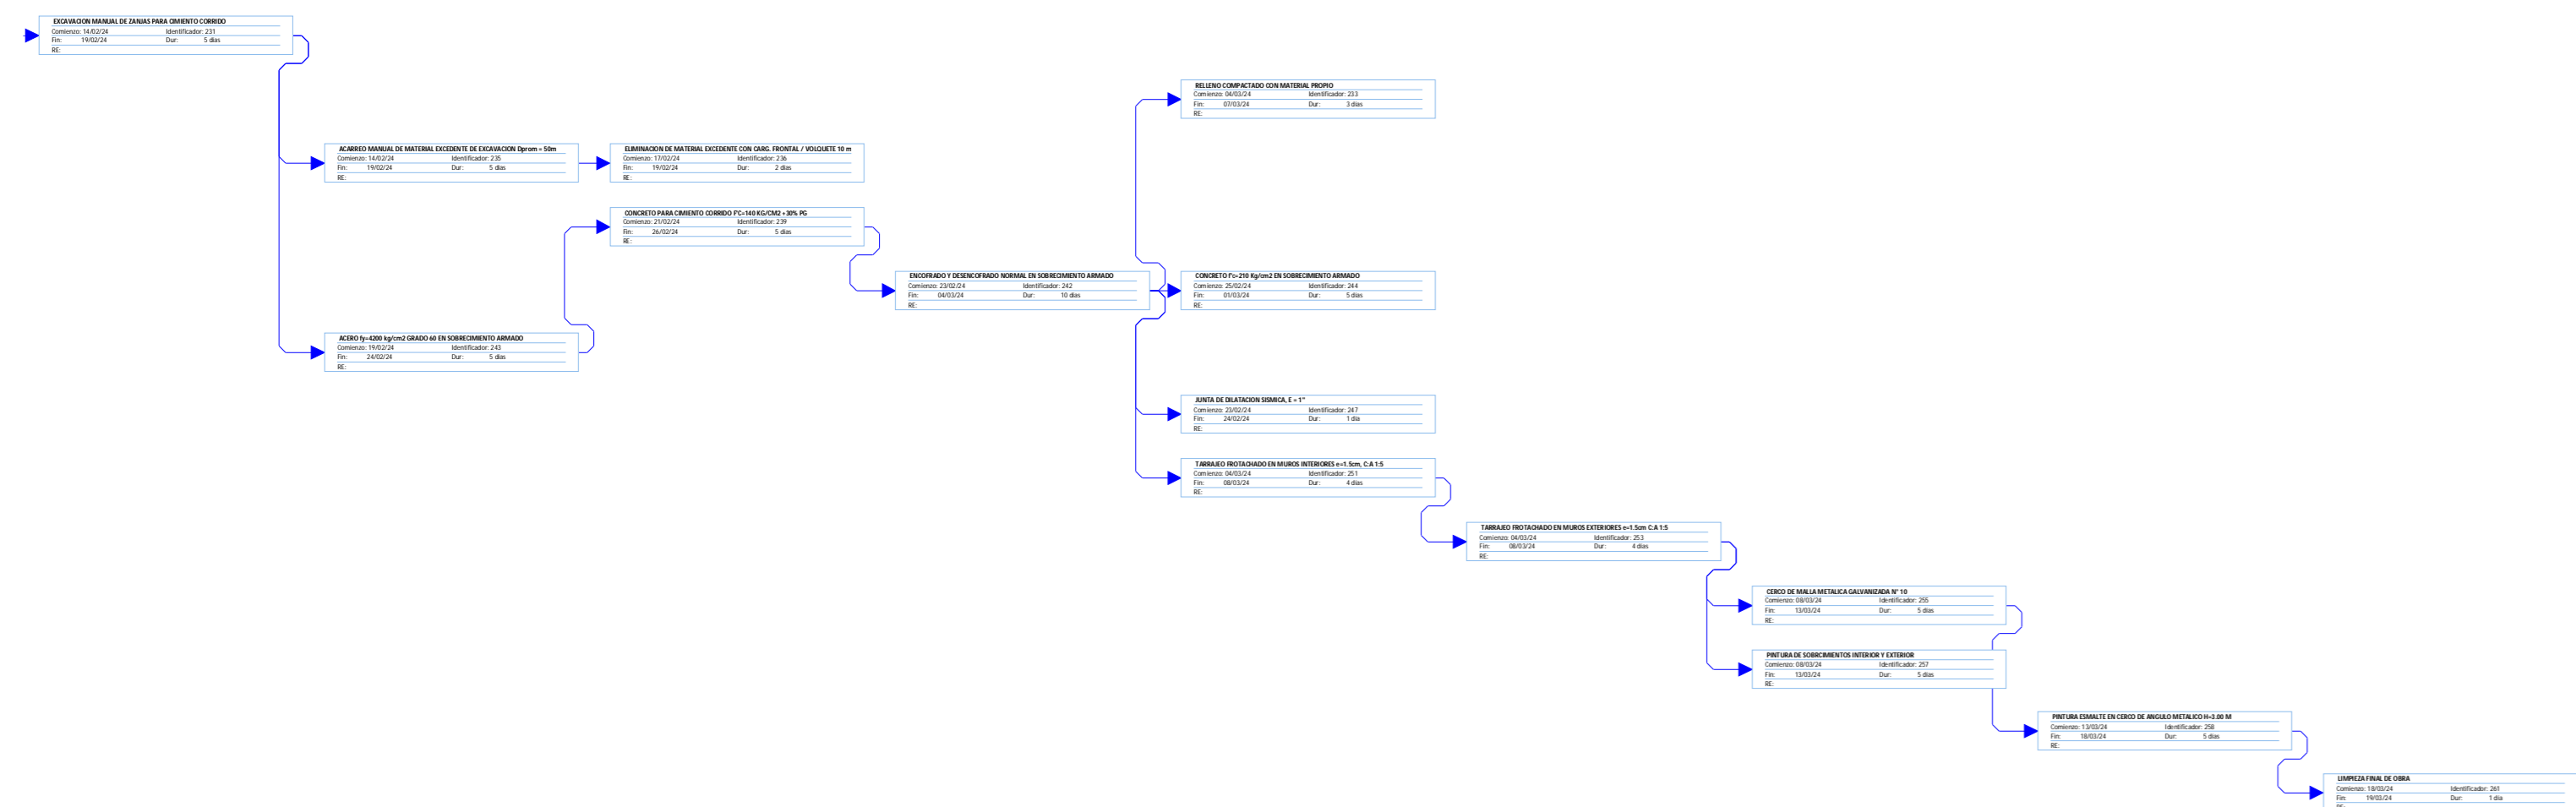 EXCAVACION MANUAL DE ZANJAS PARA CIMIENTO CORRIDO
Comienzo: 14/02/24 Identificador: 231
Fin: 19/02/24 Dur: 5 días
RE:
RELLENO COMPACTADO CON MATERIAL PROPIO
Comienzo: 04/03/24 Identificador: 233
Fin: 07/03/24 Dur: 3 días
RE:
ACARREO MANUAL DE MATERIAL EXCEDENTE DE EXCAVACION Dprom = 50m
Comienzo: 14/02/24 Identificador: 235
Fin: 19/02/24 Dur: 5 días
RE:
ELIMINACION DE MATERIAL EXCEDENTE CON CARG. FRONTAL / VOLQUETE 10 m
Comienzo: 17/02/24 Identificador: 236
Fin: 19/02/24 Dur: 2 días
RE:
CONCRETO PARA CIMIENTO CORRIDO F'C=140 KG/CM2 +30% PG
Comienzo: 21/02/24 Identificador: 239
Fin: 26/02/24 Dur: 5 días
RE:
ENCOFRADO Y DESENCOFRADO NORMAL EN SOBRECIMIENTO ARMADO
Comienzo: 23/02/24 Identificador: 242
Fin: 04/03/24 Dur: 10 días
RE:
CONCRETO f'c=210 Kg/cm2 EN SOBRECIMIENTO ARMADO
Comienzo: 25/02/24 Identificador: 244
Fin: 01/03/24 Dur: 5 días
RE:
ACERO fy=4200 kg/cm2 GRADO 60 EN SOBRECIMIENTO ARMADO
Comienzo: 19/02/24 Identificador: 243
Fin: 24/02/24 Dur: 5 días
RE:
JUNTA DE DILATACION SISMICA, E = 1"
Comienzo: 23/02/24 Identificador: 247
Fin: 24/02/24 Dur: 1 día
RE:
TARRAJEO FROTACHADO EN MUROS INTERIORES e=1.5cm, C:A 1:5
Comienzo: 04/03/24 Identificador: 251
Fin: 08/03/24 Dur: 4 días
RE:
TARRAJEO FROTACHADO EN MUROS EXTERIORES e=1.5cm C:A 1:5
Comienzo: 04/03/24 Identificador: 253
Fin: 08/03/24 Dur: 4 días
RE:
CERCO DE MALLA METALICA GALVANIZADA N° 10
Comienzo: 08/03/24 Identificador: 255
Fin: 13/03/24 Dur: 5 días
RE:
PINTURA DE SOBRCIMIENTOS INTERIOR Y EXTERIOR
Comienzo: 08/03/24 Identificador: 257
Fin: 13/03/24 Dur: 5 días
RE:
PINTURA ESMALTE EN CERCO DE ANGULO METALICO H=3.00 M
Comienzo: 13/03/24 Identificador: 258
Fin: 18/03/24 Dur: 5 días
RE:
LIMPIEZA FINAL DE OBRA
Comienzo: 18/03/24 Identificador: 261
Fin: 19/03/24 Dur: 1 día